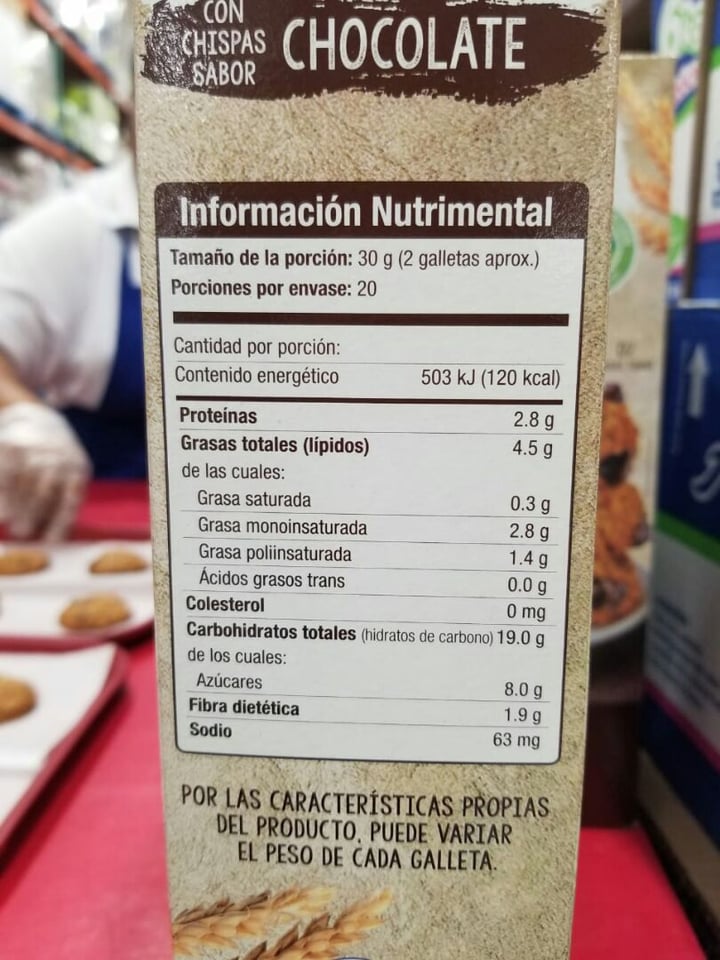 CON
CHISPAS
SABOR
CHOCOLATE
Información Nutrimental
Tamaño de la porción: 30 g (2 galletas aprox.)
Porciones por envase: 20
Cantidad por porción:
Contenido energético 503 kJ (120 kcal)
Proteínas 2.8 g
Grasas totales (lípidos) 4.5 g
de las cuales:
Grasa saturada 0.3 g
Grasa monoinsaturada 2.8 g
Grasa poliinsaturada 1.4 g
Ácidos grasos trans 0.0 g
Colesterol 0 mg
Carbohidratos totales (hidratos de carbono) 19.0 g
de los cuales:
Azúcares 8.0 g
Fibra dietética 1.9 g
Sodio 63 mg
POR LAS CARACTERÍSTICAS PROPIAS
DEL PRODUCTO, PUEDE VARIAR
EL PESO DE CADA GALLETA.